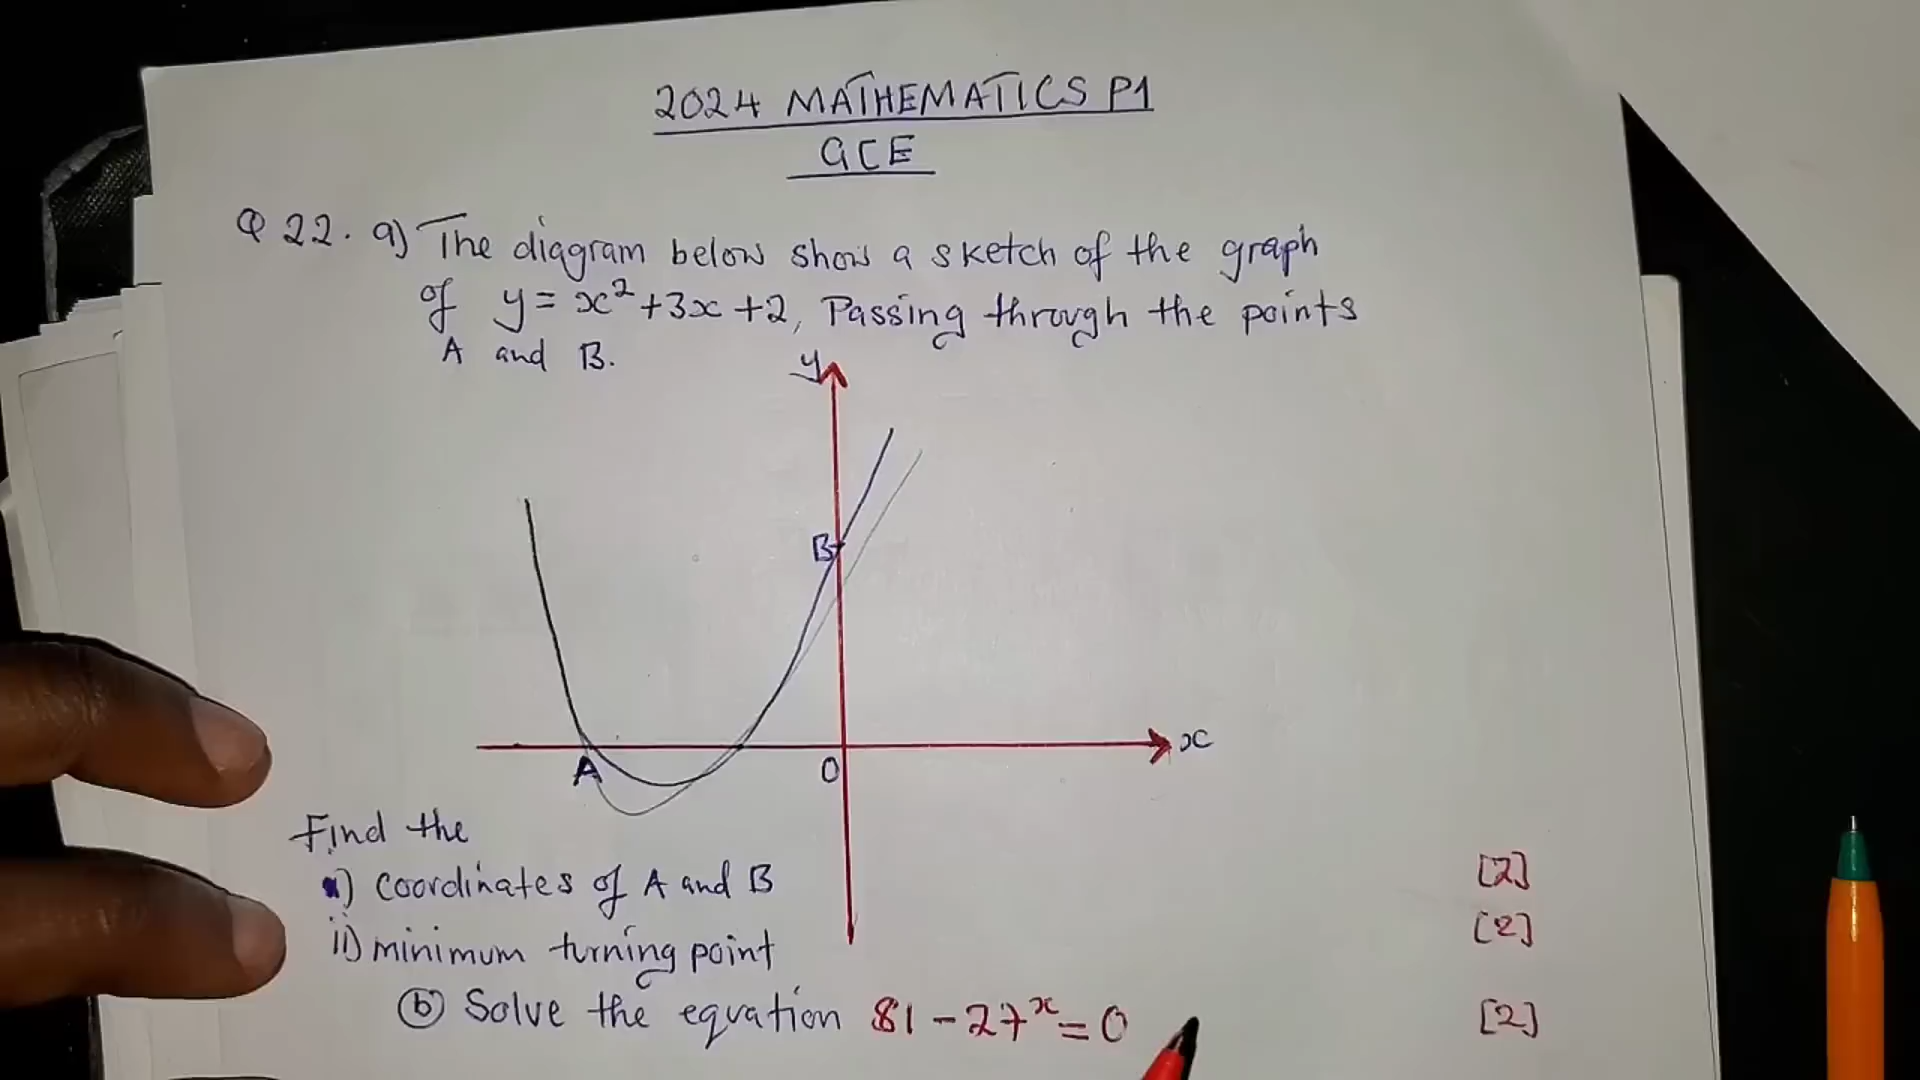 2024 MATHEMATICS P1
GCE
Q 22. a) The diagram below shows a sketch of the graph
of y = x² + 3x + 2, Passing through the points
A and B.
y
B
x
A
O
Find the
i) coordinates of A and B [2]
ii) minimum turning point [2]
(b) Solve the equation 81 - 27ˣ = 0 [2]